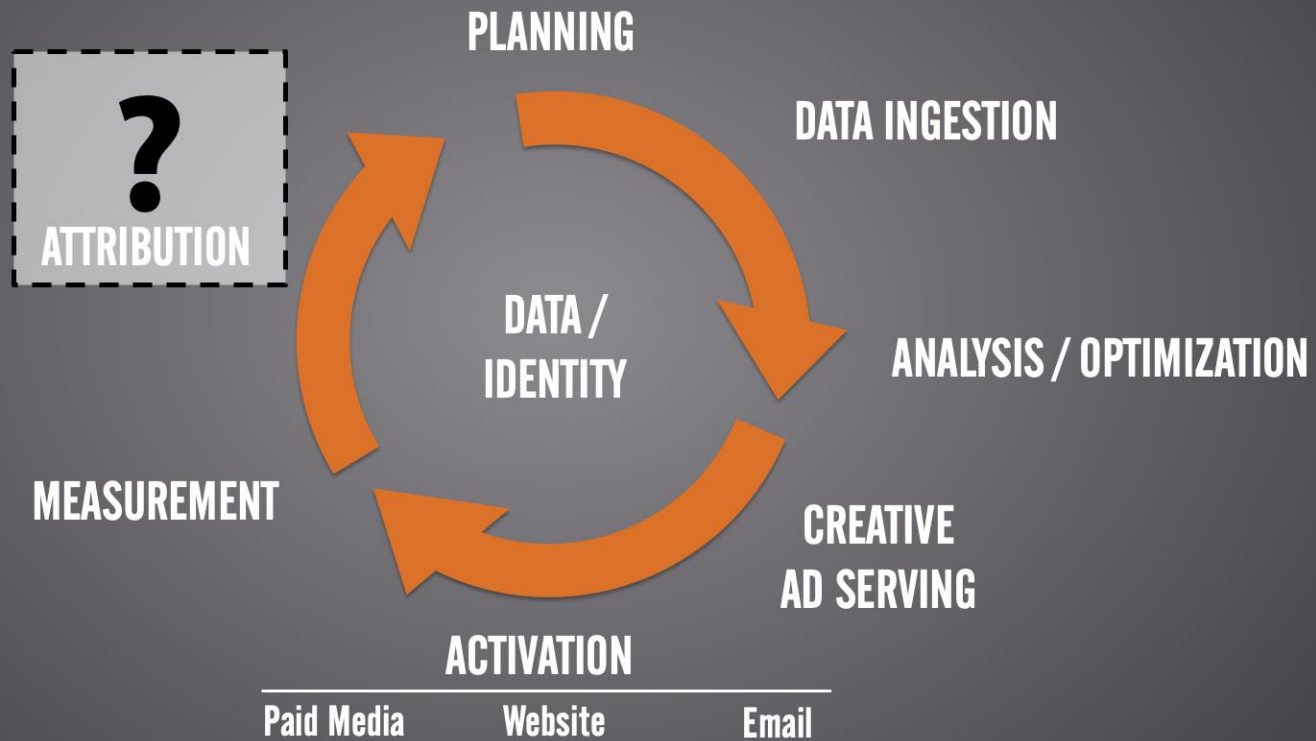 PLANNING
DATA INGESTION
?
ATTRIBUTION
DATA /
IDENTITY
ANALYSIS / OPTIMIZATION
MEASUREMENT
CREATIVE
AD SERVING
ACTIVATION
Paid Media Website Email